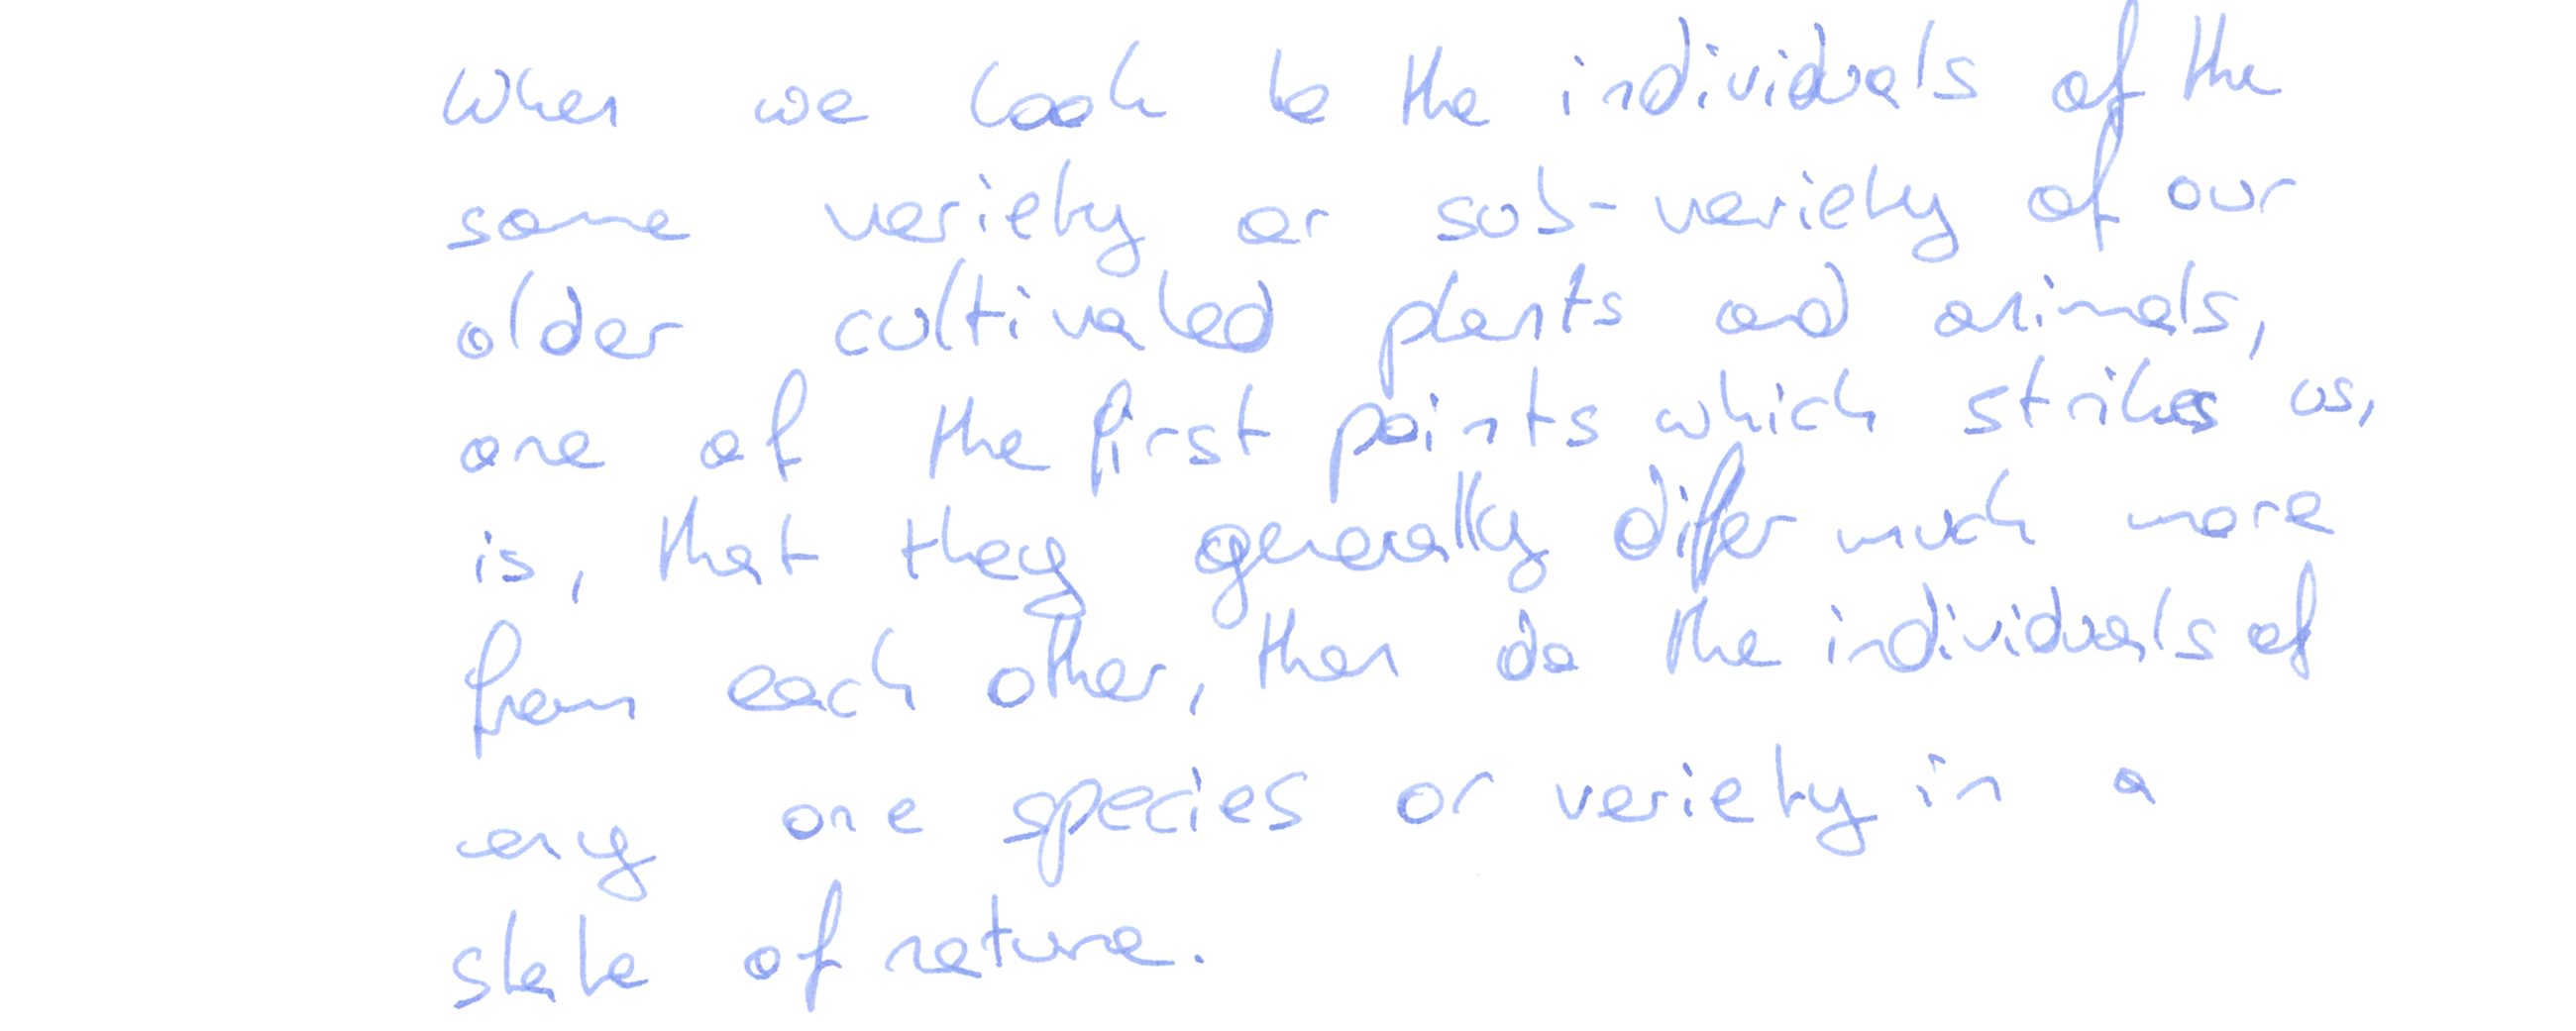 When we look to the individuals of the
same variety or sub-variety of our
older cultivated plants and animals,
one of the first points which strikes us,
is, that they generally differ much more
from each other, than do the individuals of
any one species or variety in a
state of nature.